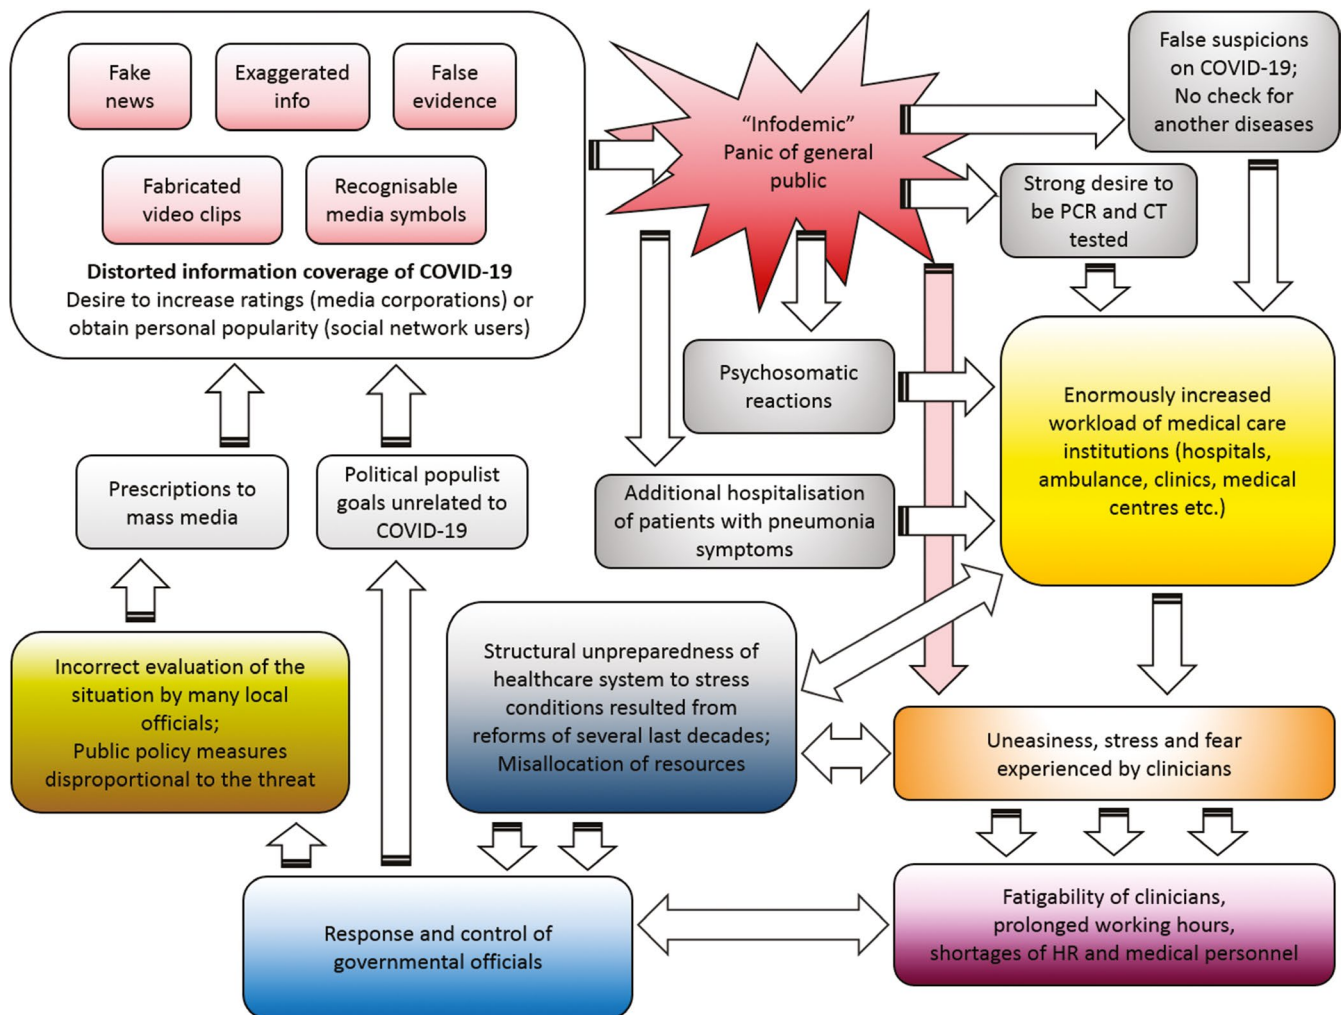 Fake
news
Exaggerated
info
False
evidence
Fabricated
video clips
Recognisable
media symbols
Distorted information coverage of COVID-19
Desire to increase ratings (media corporations) or
obtain personal popularity (social network users)
“Infodemic”
Panic of general
public
False suspicions
on COVID-19;
No check for
another diseases
Strong desire to
be PCR and CT
tested
Psychosomatic
reactions
Additional hospitalisation
of patients with pneumonia
symptoms
Enormously increased
workload of medical care
institutions (hospitals,
ambulance, clinics, medical
centres etc.)
Prescriptions to
mass media
Political populist
goals unrelated to
COVID-19
Incorrect evaluation of the
situation by many local
officials;
Public policy measures
disproportional to the threat
Structural unpreparedness of
healthcare system to stress
conditions resulted from
reforms of several last decades;
Misallocation of resources
Uneasiness, stress and fear
experienced by clinicians
Response and control of
governmental officials
Fatigability of clinicians,
prolonged working hours,
shortages of HR and medical personnel